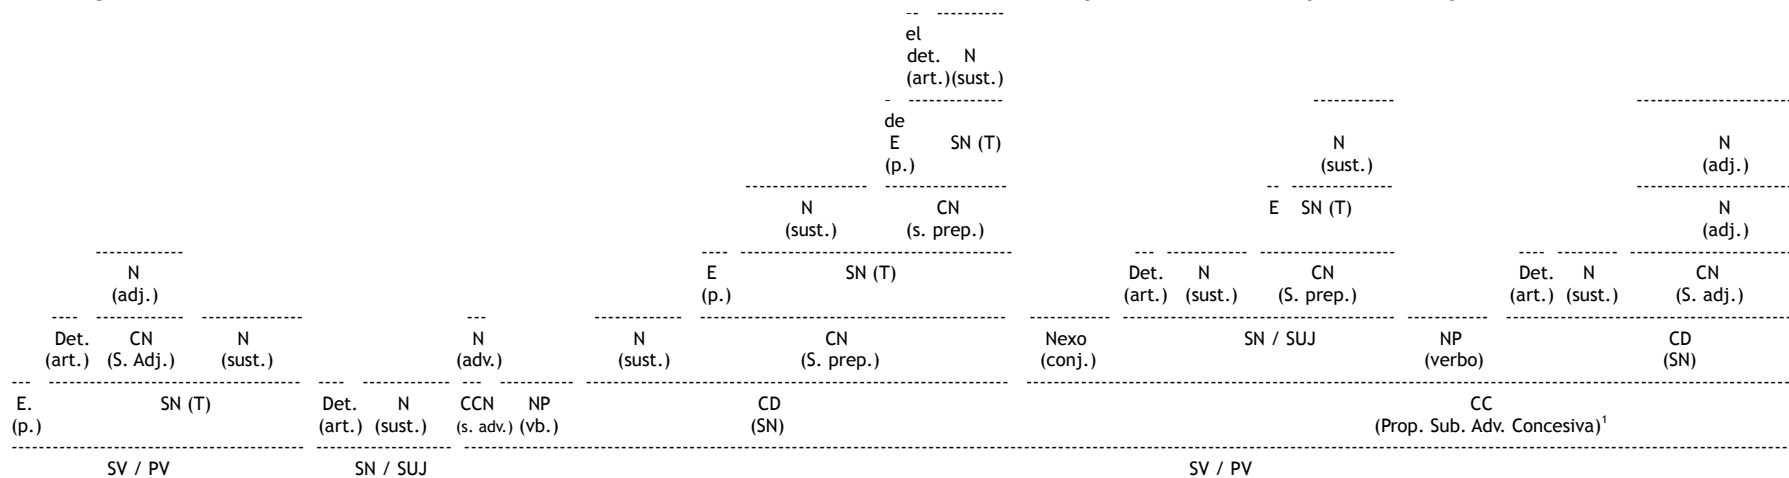 el
det. N
(art.)(sust.)
de
E SN (T) N N
(p.) (sust.) (adj.)
N CN E SN (T) N
(sust.) (s. prep.) (adj.)
N E SN (T) Det. N CN Det. N CN
(adj.) (p.) (art.) (sust.) (S. prep.) (art.) (sust.) (S. adj.)
Det. CN N N N CN Nexo SN / SUJ NP CD
(art.) (S. Adj.) (sust.) (adv.) (sust.) (S. prep.) (conj.) (verbo) (SN)
E. SN (T) Det. N CCN NP CD CC
(p.) (art.) (sust.) (s. adv.) (vb.) (SN) (Prop. Sub. Adv. Concesiva)¹
SV / PV SN / SUJ SV / PV